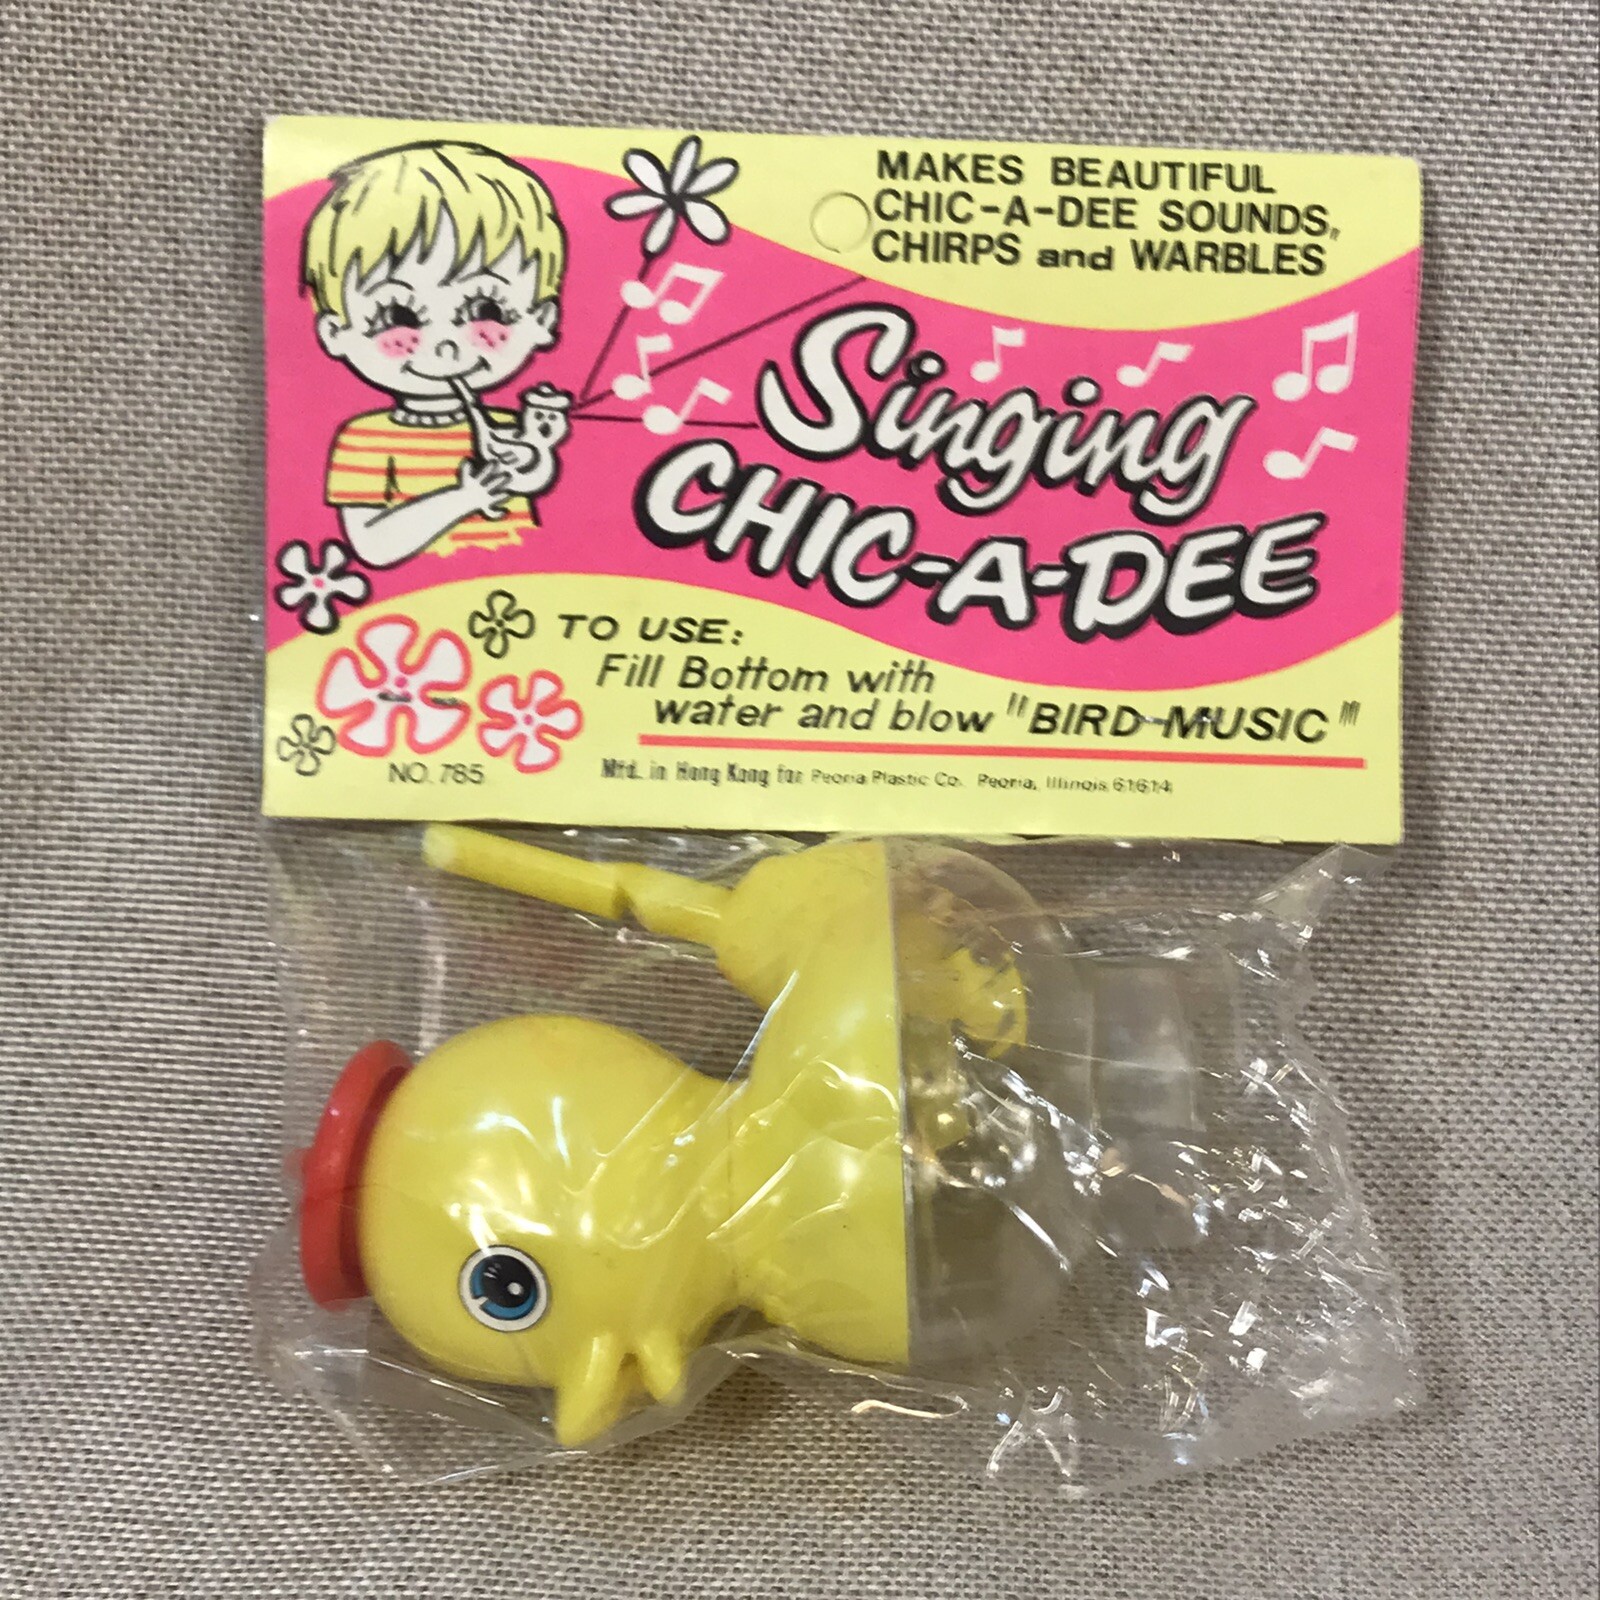 MAKES BEAUTIFUL
CHIC-A-DEE SOUNDS,
CHIRPS and WARBLES
Singing
CHIC-A-DEE
TO USE:
Fill Bottom with
water and blow "BIRD-MUSIC"
NO. 785
Mfd. in Hong Kong for Peoria Plastic Co. Peoria, Illinois 61614